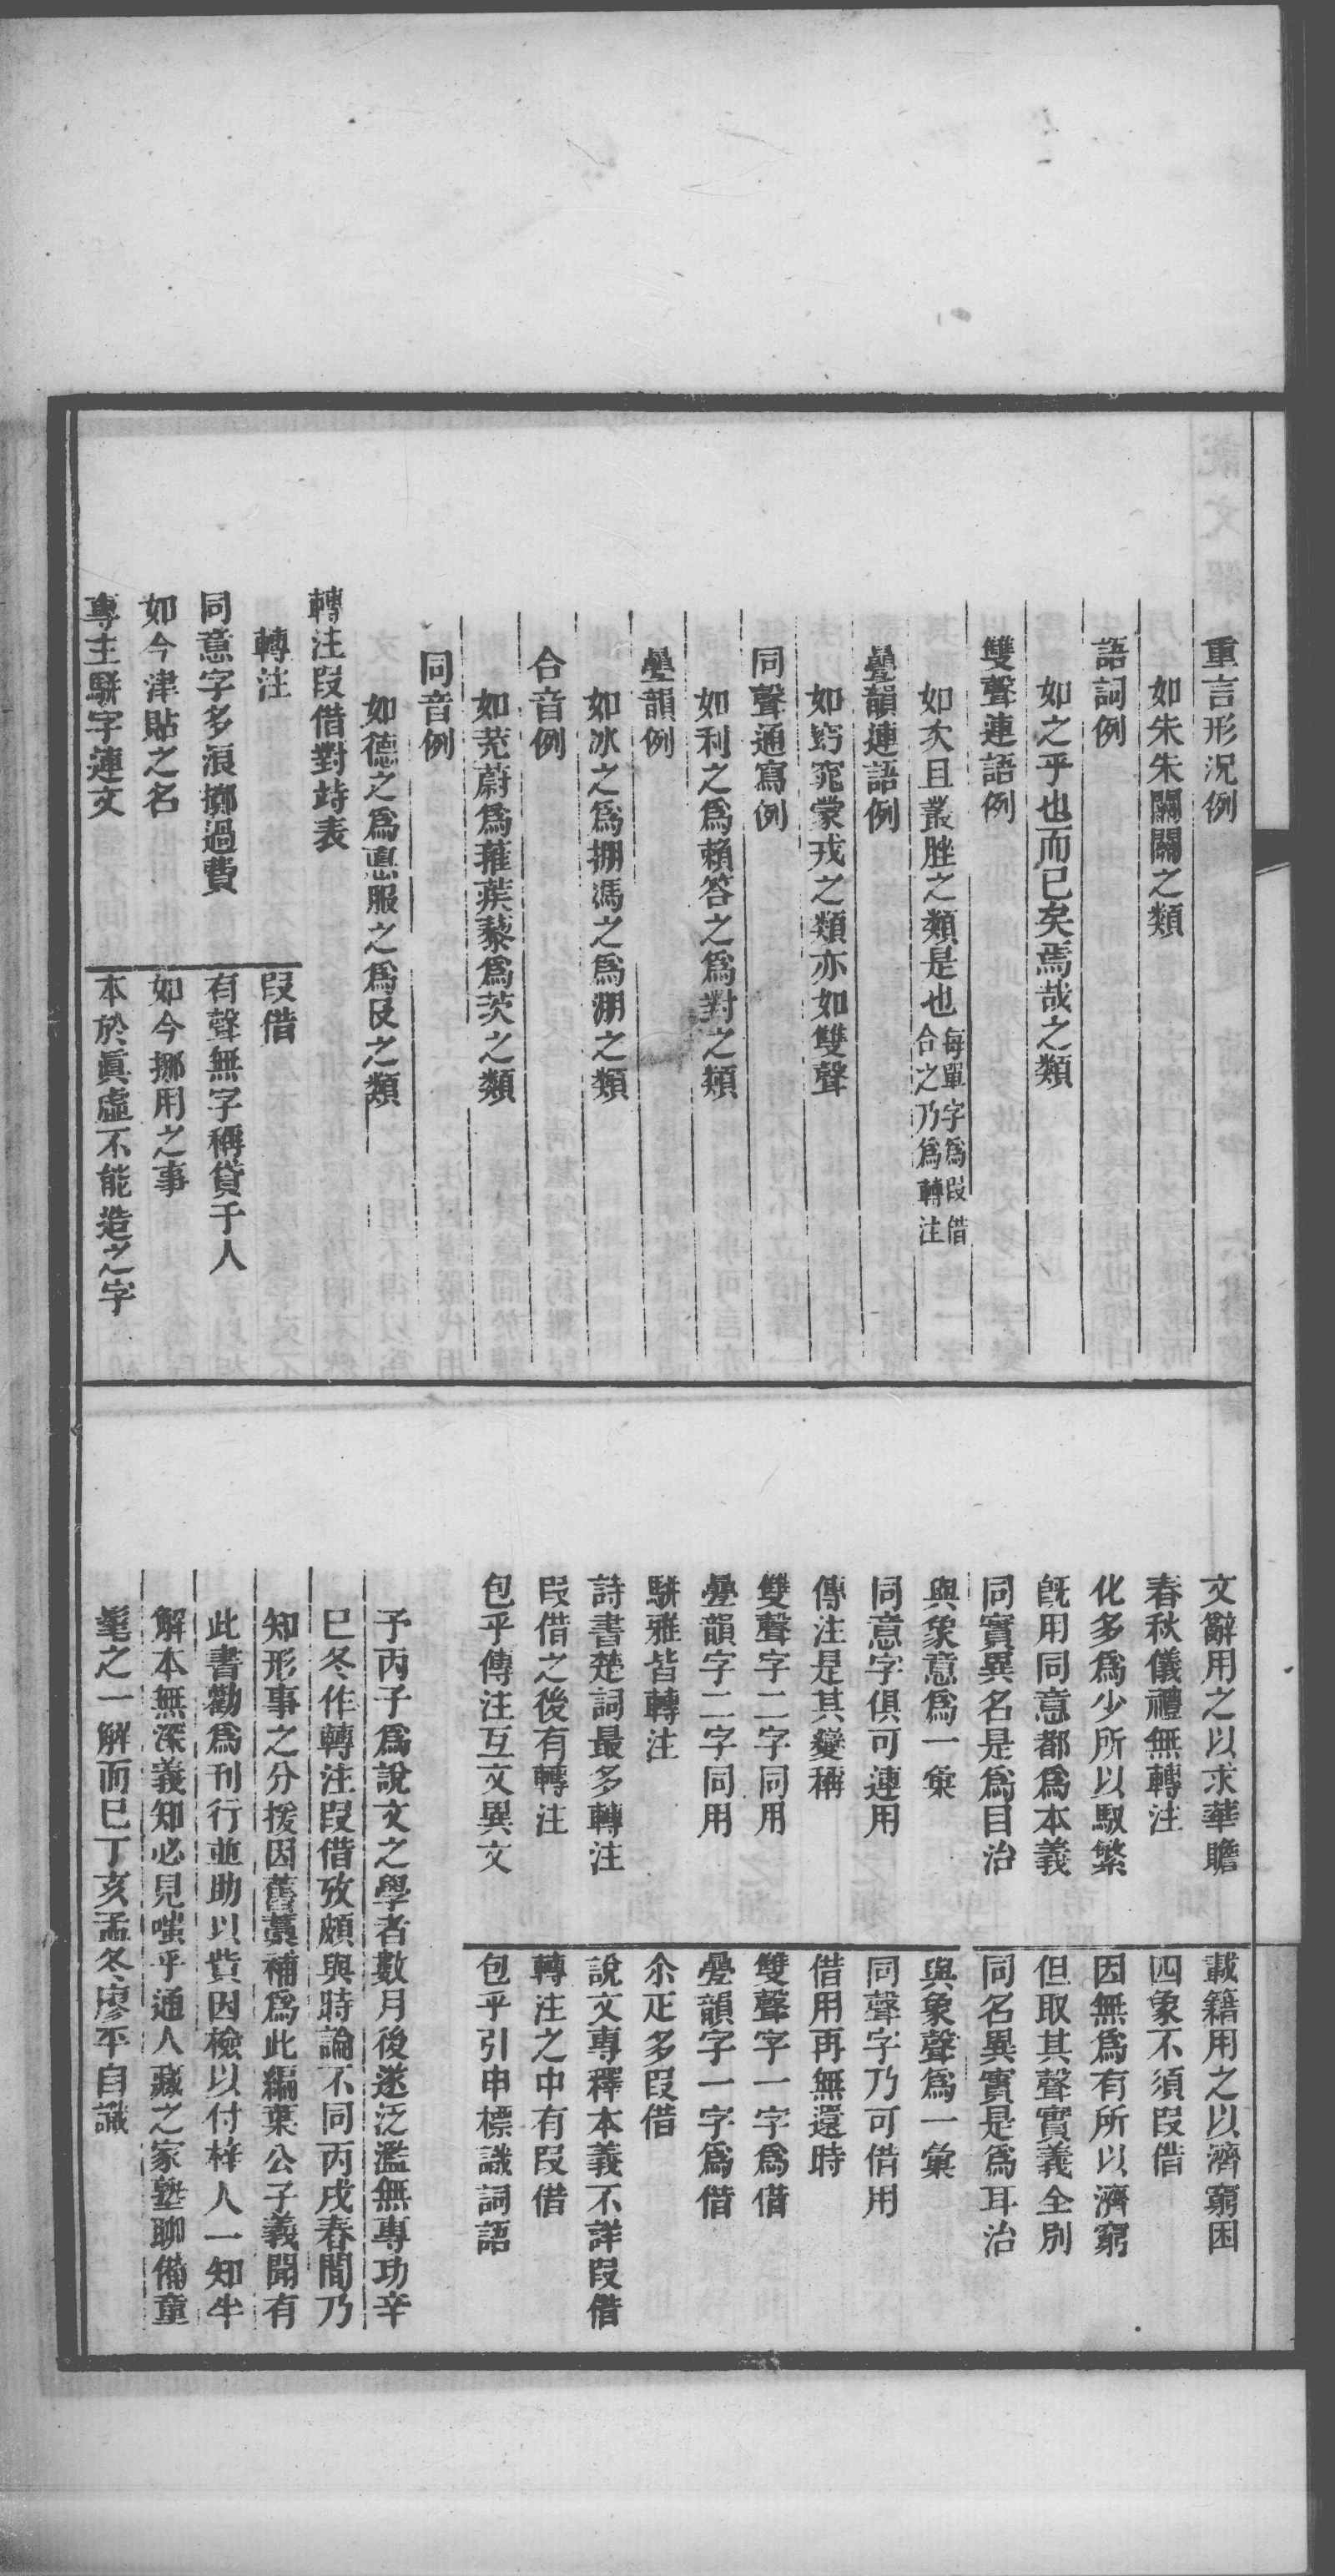 重言形況例
如朱朱關關之類
語詞例
如之乎也而已矣焉哉之類
雙聲連語例
如次且叢脞之類是也每單字爲叚借合之乃爲轉注
疊韻連語例
如窈窕蒙戎之類亦如雙聲
同聲通寫例
如利之爲賴答之爲對之類
疊韻例
如冰之爲掤馮之爲淜之類
合音例
如茺蔚爲蓷蒺藜爲茨之類
同音例
如德之爲悳服之爲𠬝之類
轉注叚借對峙表
轉注
叚借
同意字多浪擲過費
有聲無字稱貸于人
如今津貼之名
如今挪用之事
專主駢字連文
本於眞虛不能造之字
文辭用之以求華贍
載籍用之以濟窮困
春秋儀禮無轉注
四象不須叚借
化多爲少所以馭繁
因無爲有所以濟窮
旣用同意都爲本義
但取其聲實義全別
同實異名是爲目治
同名異實是爲耳治
與象意爲一彙
與象聲爲一彙
同意字俱可連用
同聲字乃可借用
傳注是其變稱
借用再無還時
雙聲字二字同用
雙聲字一字爲借
疊韻字二字同用
疊韻字一字爲借
駢雅皆轉注
尒疋多叚借
詩書楚詞最多轉注
說文專釋本義不詳叚借
叚借之後有轉注
轉注之中有叚借
包乎傳注互文異文
包乎引申標識詞語
予丙子爲說文之學者數月後遂泛濫無專功辛
巳冬作轉注叚借攷頗與時論不同丙戌春閒乃
知形事之分援因舊藁補爲此編葉公子義聞有
此書勸爲刊行並助以貲因檢以付梓人一知半
解本無深義知必見嗤乎通人藏之家塾聊備童
蒙之一解而已丁亥孟冬廖平自識